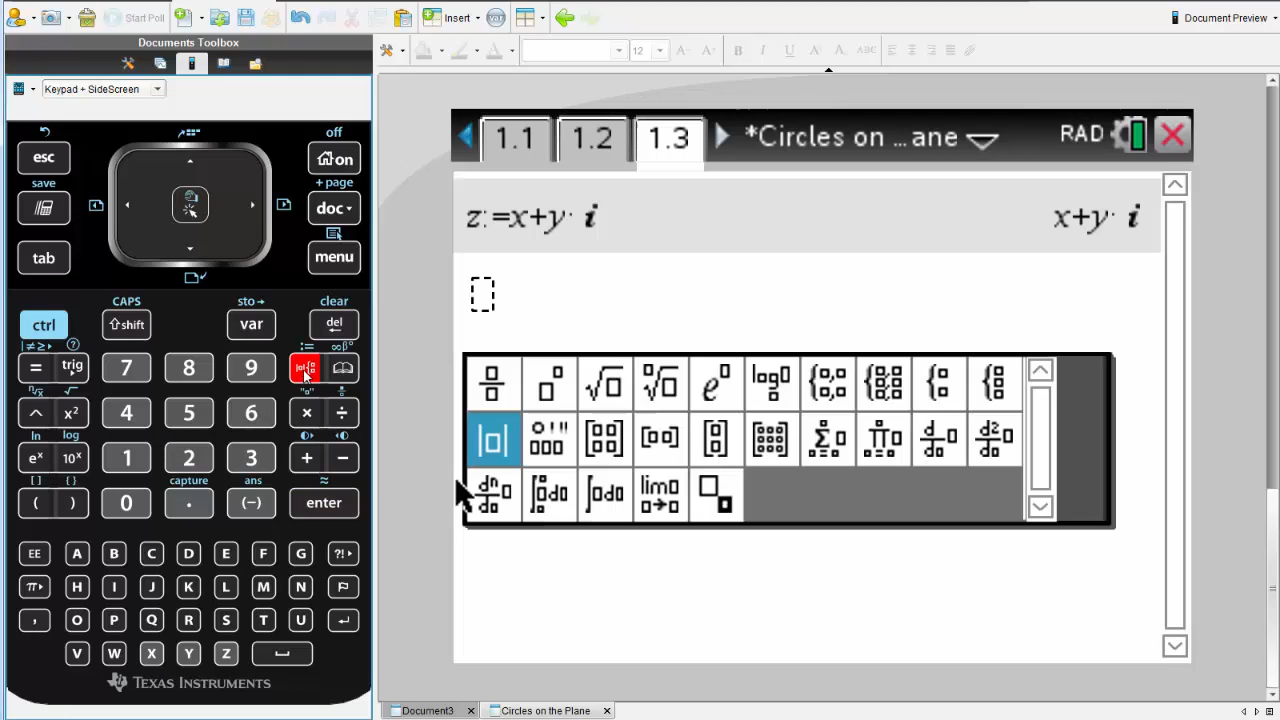 Start Poll
Insert
Document Preview
Documents Toolbox
12
B I U A A ABC
Keypad + SideScreen
off
esc
on
save
+ page
doc
tab
menu
CAPS
sto→
clear
ctrl
shift
var
del
|≠≥▸
:=
∞β°
=
trig
7 8 9
^
x²
4 5 6
×
÷
ln
log
eˣ
10ˣ
1 2 3
+
−
[ ]
{ }
capture
ans
≈
(
)
0
.
(−)
enter
EE A B C D E F G ?!▸
π▸ H I J K L M N
, O P Q R S T U
V W X Y Z
TEXAS INSTRUMENTS
1.1 1.2 1.3 *Circles on ...ane RAD
z:=x+y· i
x+y· i
Document3
Circles on the Plane